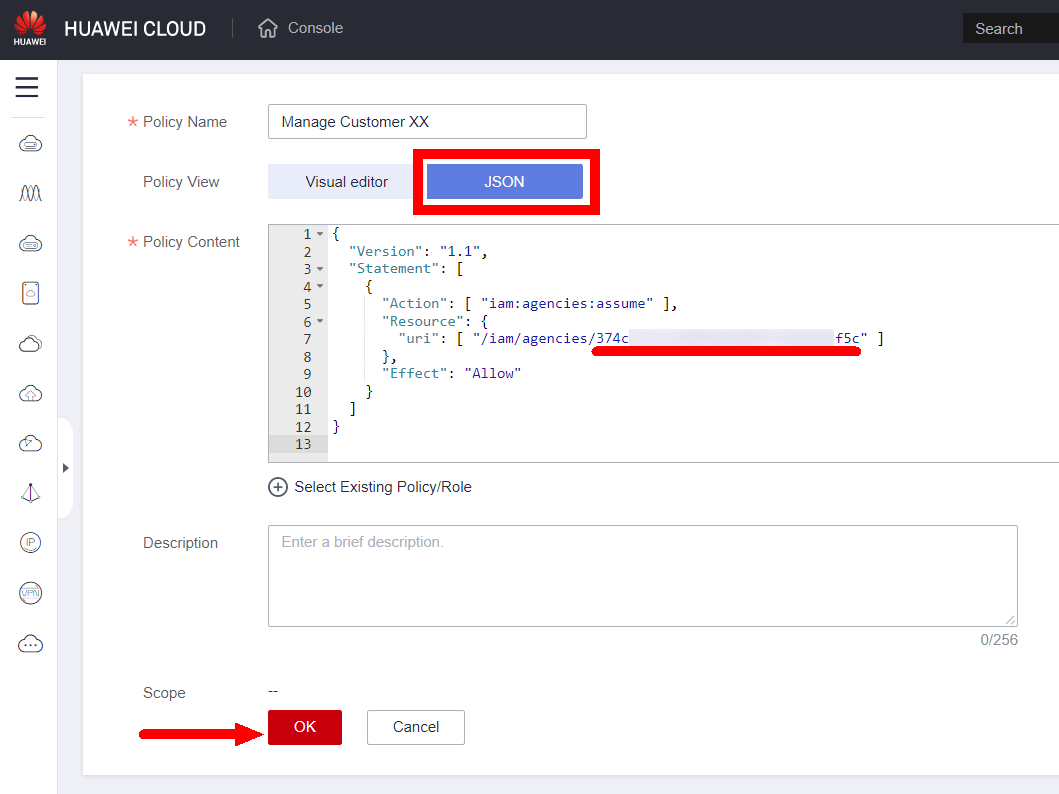 HUAWEI
HUAWEI CLOUD
Console
Search
* Policy Name
Manage Customer XX
Policy View
Visual editor
JSON
* Policy Content
1 {
2 "Version": "1.1",
3 "Statement": [
4 {
5 "Action": [ "iam:agencies:assume" ],
6 "Resource": {
7 "uri": [ "/iam/agencies/374c f5c" ]
8 },
9 "Effect": "Allow"
10 }
11 ]
12 }
13
Select Existing Policy/Role
Description
Enter a brief description.
0/256
Scope
--
OK
Cancel
IP
VPN